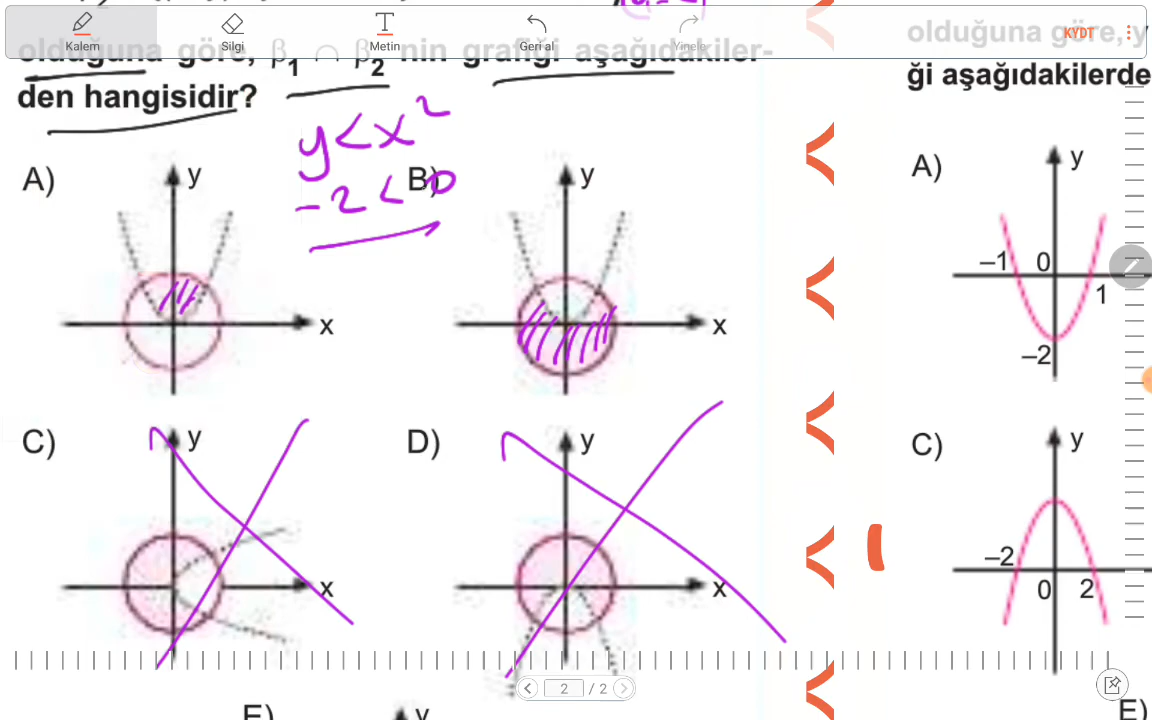 Kalem
Silgi
Metin
Geri al
Yinele
KYDT
olduğuna göre, β1 ∩ β2 nin grafiği aşağıdakiler-
den hangisidir?
y < x²
-2 < 0
A)
y
x
B)
y
x
C)
y
x
D)
y
x
E)
y
olduğuna göre, y
ği aşağıdakilerde
A)
y
–1
0
1
–2
C)
y
–2
0
2
E)
2 / 2